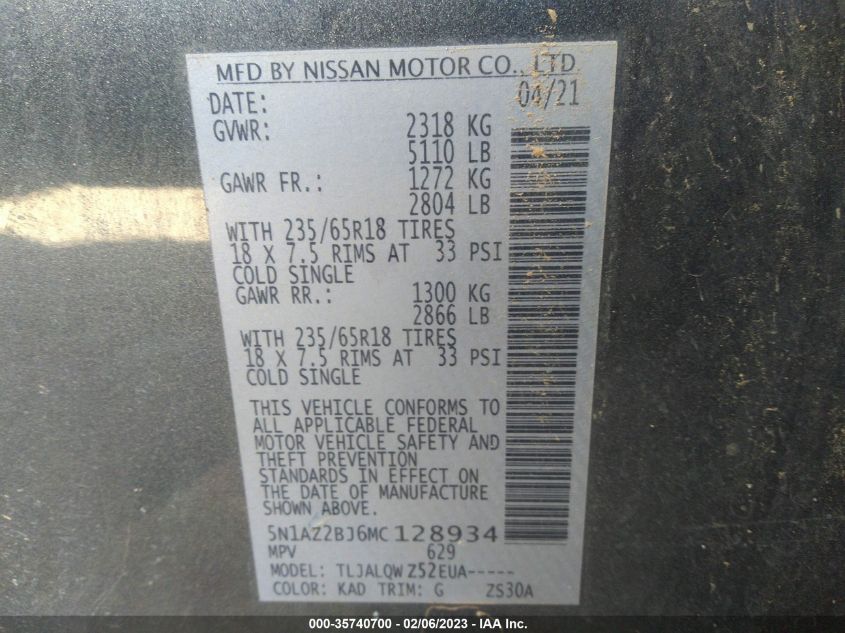 MFD BY NISSAN MOTOR CO., LTD.
DATE: 04/21
GVWR: 2318 KG
5110 LB
GAWR FR.: 1272 KG
2804 LB
WITH 235/65R18 TIRES
18 X 7.5 RIMS AT 33 PSI
COLD SINGLE
GAWR RR.: 1300 KG
2866 LB
WITH 235/65R18 TIRES
18 X 7.5 RIMS AT 33 PSI
COLD SINGLE
THIS VEHICLE CONFORMS TO
ALL APPLICABLE FEDERAL
MOTOR VEHICLE SAFETY AND
THEFT PREVENTION
STANDARDS IN EFFECT ON
THE DATE OF MANUFACTURE
SHOWN ABOVE.
5N1AZ2BJ6MC128934
MPV 629
MODEL: TLJALQWZ52EUA-----
COLOR: KAD TRIM: G ZS30A
000-35740700 - 02/06/2023 - IAA Inc.